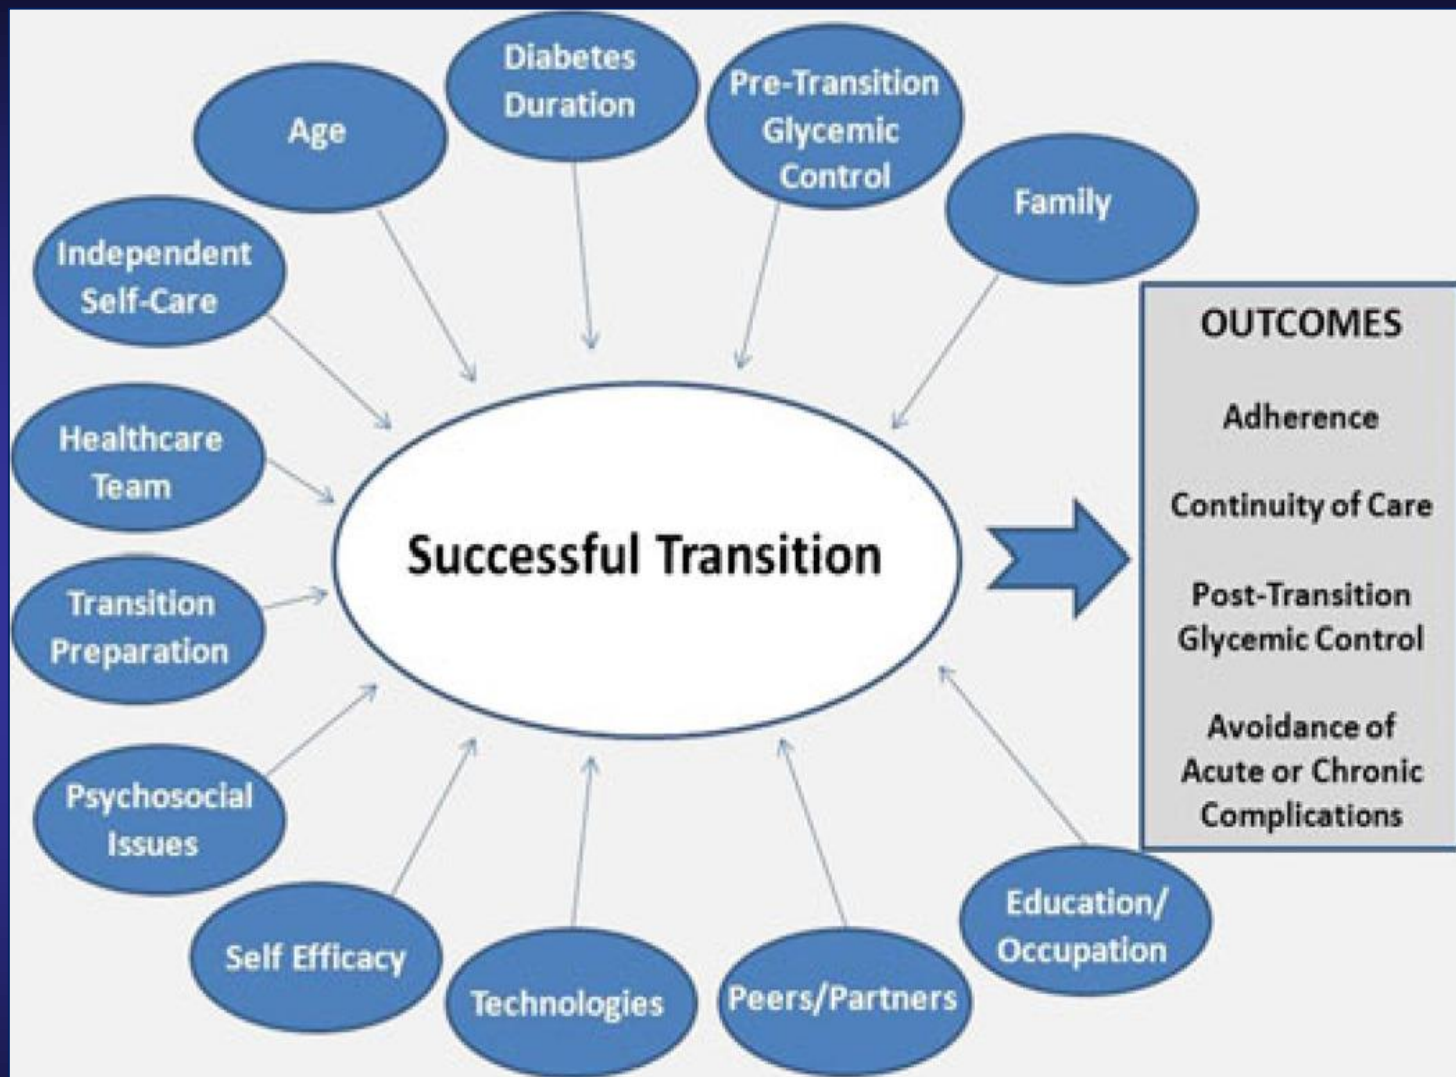 Diabetes
Duration
Pre-Transition
Glycemic
Control
Age
Family
Independent
Self-Care
Healthcare
Team
Transition
Preparation
Psychosocial
Issues
Self Efficacy
Technologies
Peers/Partners
Education/
Occupation
Successful Transition
OUTCOMES
Adherence
Continuity of Care
Post-Transition
Glycemic Control
Avoidance of
Acute or Chronic
Complications